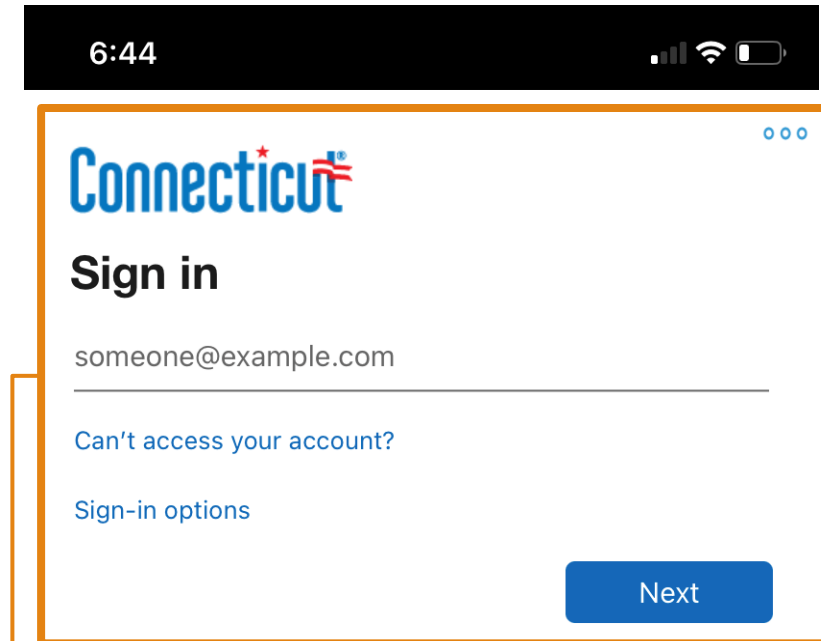 6:44
Connecticut®
Sign in
someone@example.com
Can't access your account?
Sign-in options
Next